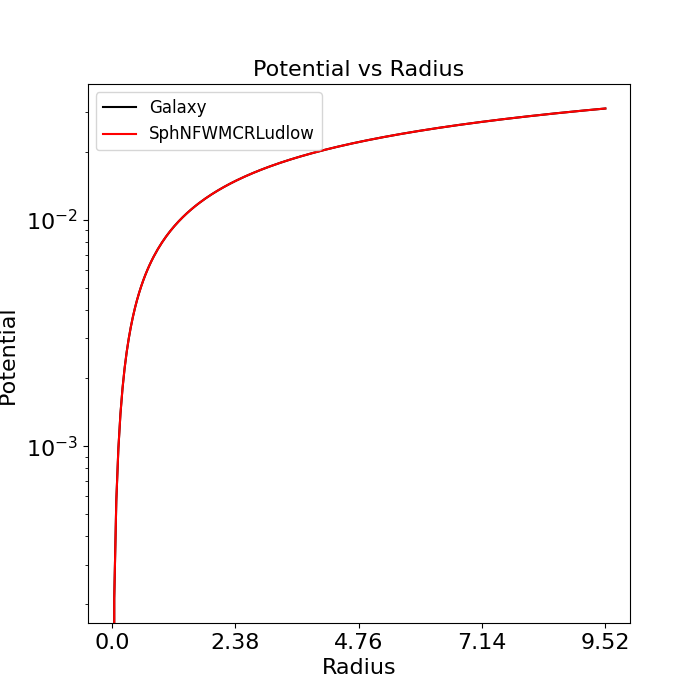 Potential vs Radius
Galaxy
SphNFWMCRLudlow
Potential
10⁻²
10⁻³
0.0 2.38 4.76 7.14 9.52
Radius